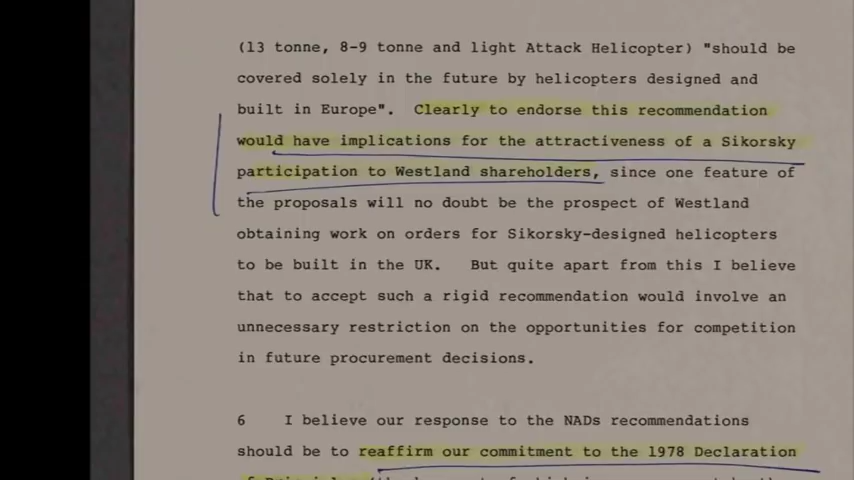 (13 tonne, 8-9 tonne and light Attack Helicopter) "should be
covered solely in the future by helicopters designed and
built in Europe".  Clearly to endorse this recommendation
would have implications for the attractiveness of a Sikorsky
participation to Westland shareholders, since one feature of
the proposals will no doubt be the prospect of Westland
obtaining work on orders for Sikorsky-designed helicopters
to be built in the UK.  But quite apart from this I believe
that to accept such a rigid recommendation would involve an
unnecessary restriction on the opportunities for competition
in future procurement decisions.
6  I believe our response to the NADs recommendations
should be to reaffirm our commitment to the 1978 Declaration